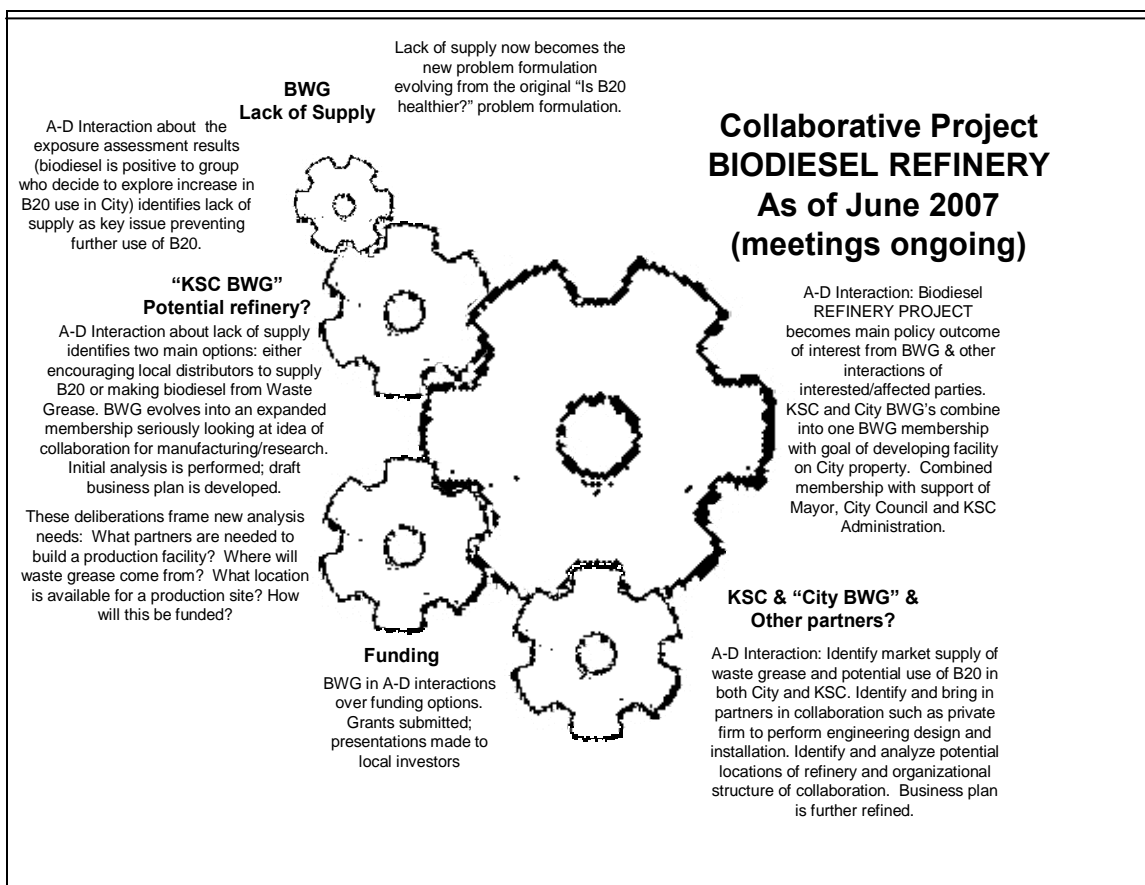 Lack of supply now becomes the
new problem formulation
evolving from the original “Is B20
healthier?” problem formulation.
BWG
Lack of Supply
A-D Interaction about  the
exposure assessment results
(biodiesel is positive to group
who decide to explore increase in
B20 use in City) identifies lack of
supply as key issue preventing
further use of B20.
Collaborative Project
BIODIESEL REFINERY
As of June 2007
(meetings ongoing)
“KSC BWG”
Potential refinery?
A-D Interaction about lack of supply
identifies two main options: either
encouraging local distributors to supply
B20 or making biodiesel from Waste
Grease. BWG evolves into an expanded
membership seriously looking at idea of
collaboration for manufacturing/research.
Initial analysis is performed; draft
business plan is developed.
These deliberations frame new analysis
needs:  What partners are needed to
build a production facility?  Where will
waste grease come from?  What location
is available for a production site? How
will this be funded?
A-D Interaction: Biodiesel
REFINERY PROJECT
becomes main policy outcome
of interest from BWG & other
interactions of
interested/affected parties.
KSC and City BWG’s combine
into one BWG membership
with goal of developing facility
on City property.  Combined
membership with support of
Mayor, City Council and KSC
Administration.
Funding
BWG in A-D interactions
over funding options.
Grants submitted;
presentations made to
local investors
KSC & “City BWG” &
Other partners?
A-D Interaction: Identify market supply of
waste grease and potential use of B20 in
both City and KSC. Identify and bring in
partners in collaboration such as private
firm to perform engineering design and
installation. Identify and analyze potential
locations of refinery and organizational
structure of collaboration.  Business plan
is further refined.